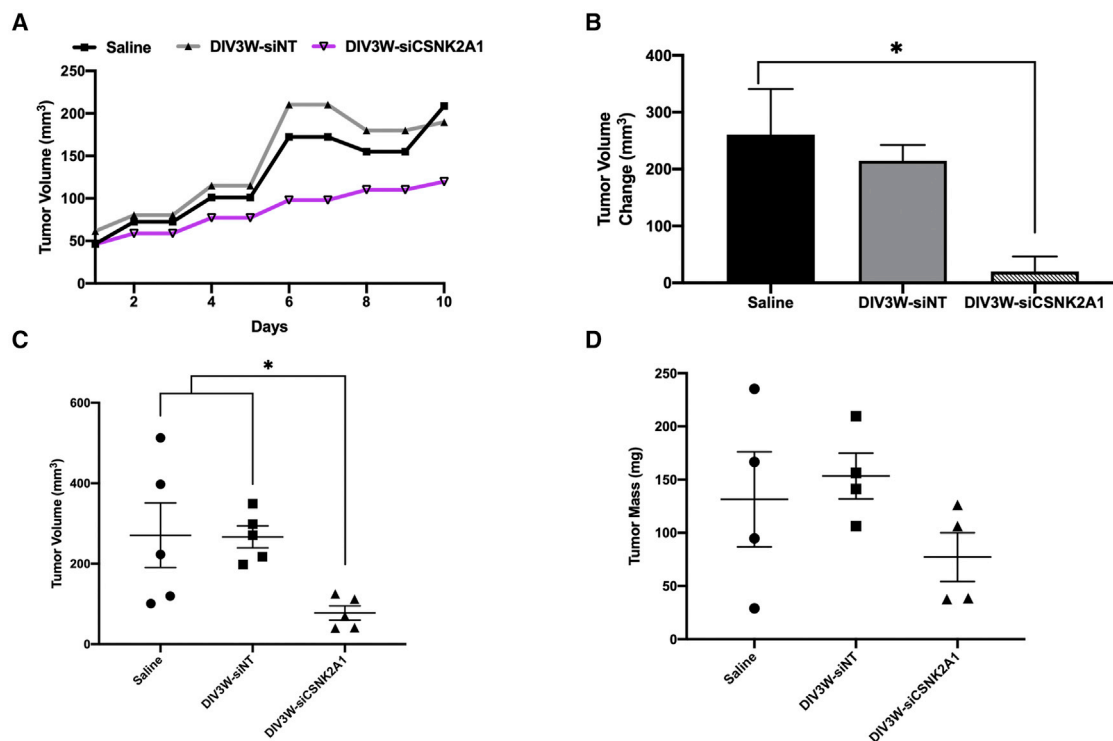 A
Saline DIV3W-siNT DIV3W-siCSNK2A1
Tumor Volume (mm³)
250
200
150
100
50
0
2 4 6 8 10
Days
B
*
Tumor Volume
Change (mm³)
400
300
200
100
0
Saline DIV3W-siNT DIV3W-siCSNK2A1
C
*
Tumor Volume (mm³)
600
400
200
0
Saline
DIV3W-siNT
DIV3W-siCSNK2A1
D
Tumor Mass (mg)
250
200
150
100
50
0
Saline
DIV3W-siNT
DIV3W-siCSNK2A1